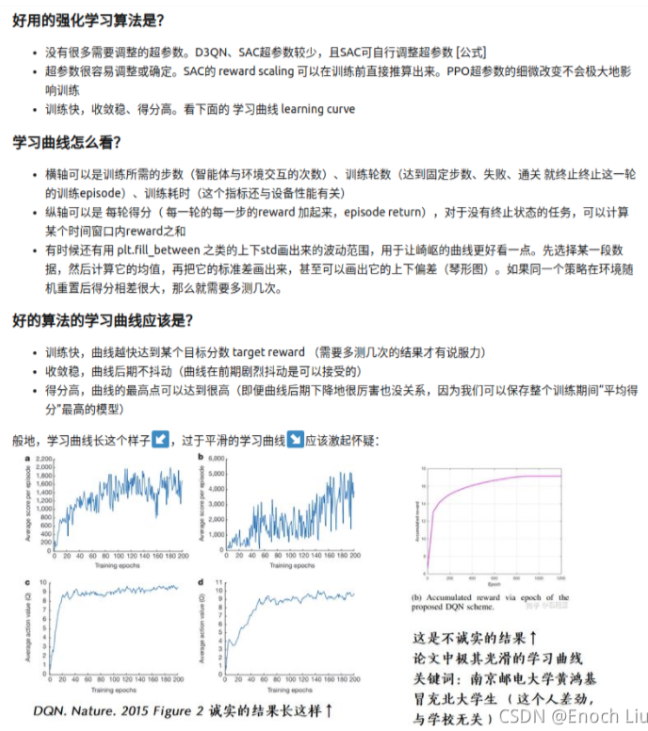 好用的强化学习算法是？
没有很多需要调整的超参数。D3QN、SAC超参数较少，且SAC可自行调整超参数 [公式]
超参数很容易调整或确定。SAC的 reward scaling 可以在训练前直接推算出来。PPO超参数的细微改变不会极大地影
响训练
训练快，收敛稳、得分高。看下面的 学习曲线 learning curve
学习曲线怎么看？
横轴可以是训练所需的步数（智能体与环境交互的次数）、训练轮数（达到固定步数、失败、通关 就终止终止这一轮
的训练episode）、训练耗时（这个指标还与设备性能有关）
纵轴可以是 每轮得分（ 每一轮的每一步的reward 加起来，episode return），对于没有终止状态的任务，可以计算
某个时间窗口内reward之和
有时候还有用 plt.fill_between 之类的上下std画出来的波动范围，用于让崎岖的曲线更好看一点。先选择某一段数
据，然后计算它的均值，再把它的标准差画出来，甚至可以画出它的上下偏差（琴形图）。如果同一个策略在环境随
机重置后得分相差很大，那么就需要多测几次。
好的算法的学习曲线应该是？
训练快，曲线越快达到某个目标分数 target reward （需要多测几次的结果才有说服力）
收敛稳，曲线后期不抖动（曲线在前期剧烈抖动是可以接受的）
得分高，曲线的最高点可以达到很高（即便曲线后期下降地很厉害也没关系，因为我们可以保存整个训练期间“平均得
分”最高的模型）
般地，学习曲线长这个样子↙，过于平滑的学习曲线↘应该激起怀疑：
a
Average score per episode
2,200
2,000
1,800
1,600
1,400
1,200
1,000
800
600
400
200
0
0 20 40 60 80 100 120 140 160 180 200
Training epochs
b
Average score per episode
6,000
5,000
4,000
3,000
2,000
1,000
0
0 20 40 60 80 100 120 140 160 180 200
Training epochs
c
Average action value (Q)
10
9
8
7
6
5
4
3
2
1
0
0 20 40 60 80 100 120 140 160 180 200
Training epochs
d
Average action value (Q)
11
10
9
8
7
6
5
4
3
2
1
0
0 20 40 60 80 100 120 140 160 180 200
Training epochs
Accumulated reward
0 200 400 600 800 1000 1200
Epoch
(b) Accumulated reward via epoch of the
proposed DQN scheme.
DQN. Nature. 2015 Figure 2 诚实的结果长这样↑
这是不诚实的结果↑
论文中极其光滑的学习曲线
关键词：南京邮电大学黄鸿基
冒充北大学生（这个人差劲，
与学校无关）
CSDN @Enoch Liu